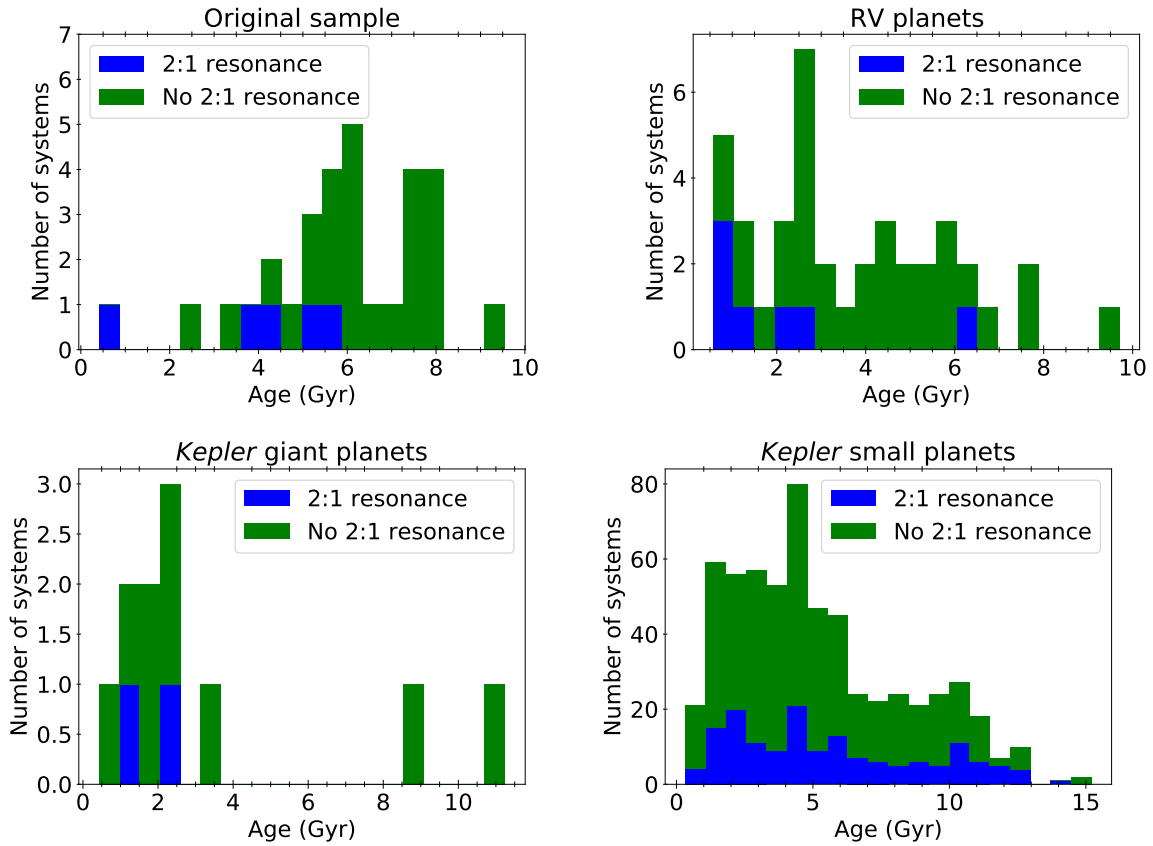 Original sample
7
6
5
4
3
2
1
0
Number of systems
2:1 resonance
No 2:1 resonance
0 2 4 6 8 10
Age (Gyr)
RV planets
6
4
2
0
Number of systems
2:1 resonance
No 2:1 resonance
2 4 6 8 10
Age (Gyr)
Kepler giant planets
3.0
2.5
2.0
1.5
1.0
0.5
0.0
Number of systems
2:1 resonance
No 2:1 resonance
0 2 4 6 8 10
Age (Gyr)
Kepler small planets
80
60
40
20
0
Number of systems
2:1 resonance
No 2:1 resonance
0 5 10 15
Age (Gyr)